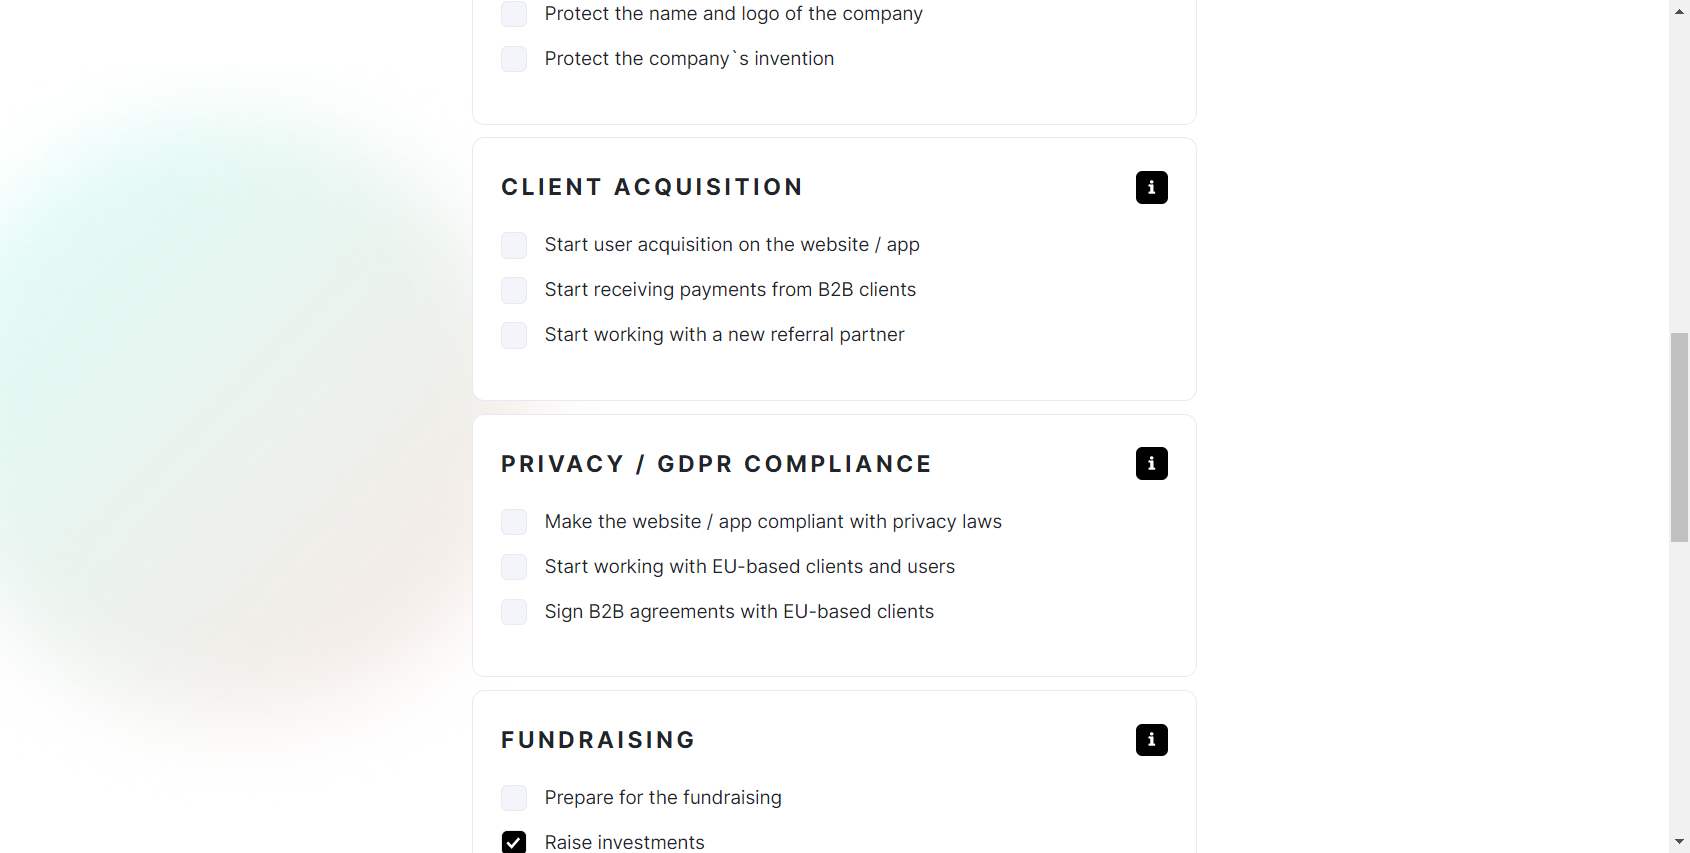 Protect the name and logo of the company
Protect the company`s invention
CLIENT ACQUISITION
Start user acquisition on the website / app
Start receiving payments from B2B clients
Start working with a new referral partner
PRIVACY / GDPR COMPLIANCE
Make the website / app compliant with privacy laws
Start working with EU-based clients and users
Sign B2B agreements with EU-based clients
FUNDRAISING
Prepare for the fundraising
Raise investments